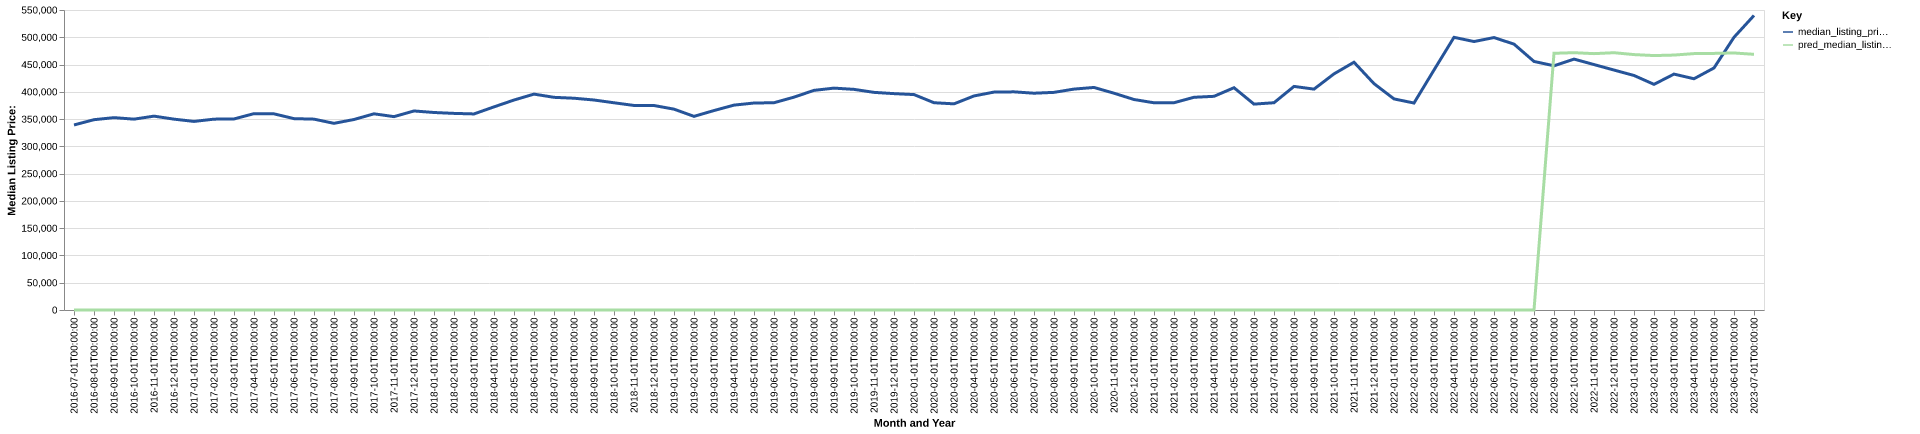 550,000
500,000
450,000
400,000
350,000
300,000
250,000
200,000
150,000
100,000
50,000
0
Median Listing Price:
2016-07-01T00:00:00
2016-08-01T00:00:00
2016-09-01T00:00:00
2016-10-01T00:00:00
2016-11-01T00:00:00
2016-12-01T00:00:00
2017-01-01T00:00:00
2017-02-01T00:00:00
2017-03-01T00:00:00
2017-04-01T00:00:00
2017-05-01T00:00:00
2017-06-01T00:00:00
2017-07-01T00:00:00
2017-08-01T00:00:00
2017-09-01T00:00:00
2017-10-01T00:00:00
2017-11-01T00:00:00
2017-12-01T00:00:00
2018-01-01T00:00:00
2018-02-01T00:00:00
2018-03-01T00:00:00
2018-04-01T00:00:00
2018-05-01T00:00:00
2018-06-01T00:00:00
2018-07-01T00:00:00
2018-08-01T00:00:00
2018-09-01T00:00:00
2018-10-01T00:00:00
2018-11-01T00:00:00
2018-12-01T00:00:00
2019-01-01T00:00:00
2019-02-01T00:00:00
2019-03-01T00:00:00
2019-04-01T00:00:00
2019-05-01T00:00:00
2019-06-01T00:00:00
2019-07-01T00:00:00
2019-08-01T00:00:00
2019-09-01T00:00:00
2019-10-01T00:00:00
2019-11-01T00:00:00
2019-12-01T00:00:00
2020-01-01T00:00:00
2020-02-01T00:00:00
2020-03-01T00:00:00
2020-04-01T00:00:00
2020-05-01T00:00:00
2020-06-01T00:00:00
2020-07-01T00:00:00
2020-08-01T00:00:00
2020-09-01T00:00:00
2020-10-01T00:00:00
2020-11-01T00:00:00
2020-12-01T00:00:00
2021-01-01T00:00:00
2021-02-01T00:00:00
2021-03-01T00:00:00
2021-04-01T00:00:00
2021-05-01T00:00:00
2021-06-01T00:00:00
2021-07-01T00:00:00
2021-08-01T00:00:00
2021-09-01T00:00:00
2021-10-01T00:00:00
2021-11-01T00:00:00
2021-12-01T00:00:00
2022-01-01T00:00:00
2022-02-01T00:00:00
2022-03-01T00:00:00
2022-04-01T00:00:00
2022-05-01T00:00:00
2022-06-01T00:00:00
2022-07-01T00:00:00
2022-08-01T00:00:00
2022-09-01T00:00:00
2022-10-01T00:00:00
2022-11-01T00:00:00
2022-12-01T00:00:00
2023-01-01T00:00:00
2023-02-01T00:00:00
2023-03-01T00:00:00
2023-04-01T00:00:00
2023-05-01T00:00:00
2023-06-01T00:00:00
2023-07-01T00:00:00
Month and Year
Key
median_listing_pri…
pred_median_listin…